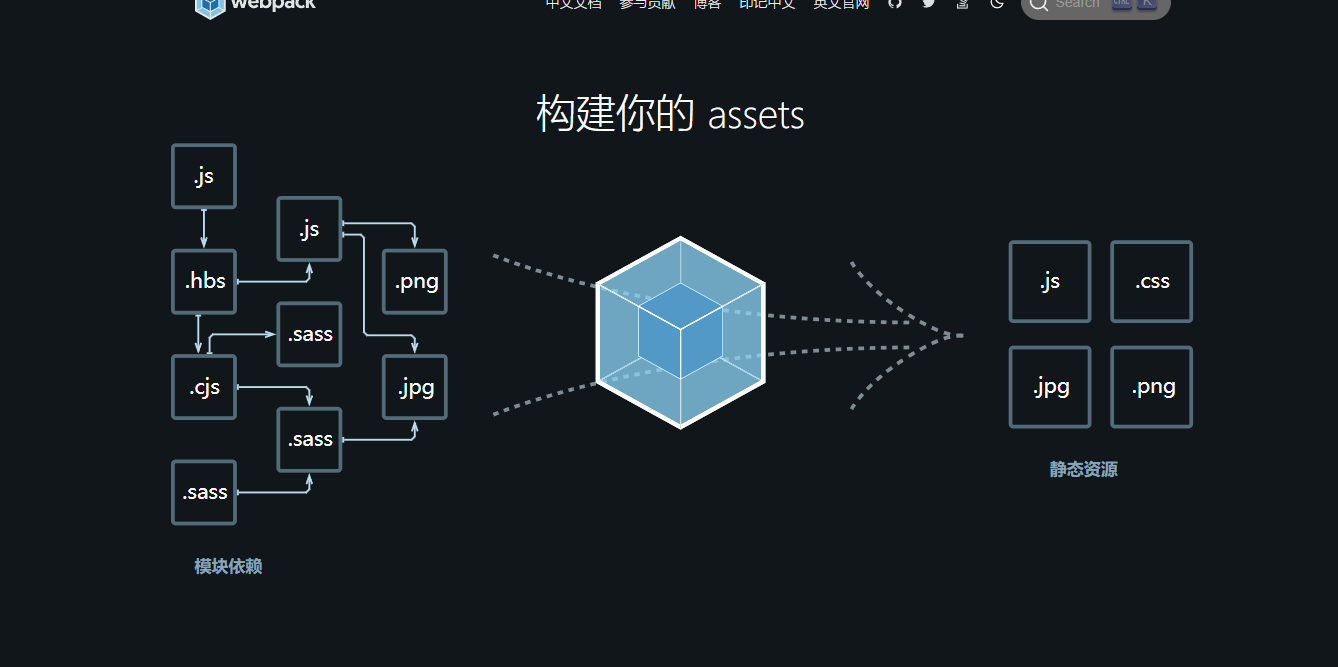 webpack
中文文档 参与贡献 博客 印记中文 英文官网 Search CTRL K
构建你的 assets
.js
.js
.hbs
.png
.sass
.cjs
.jpg
.sass
.sass
模块依赖
.js .css
.jpg .png
静态资源